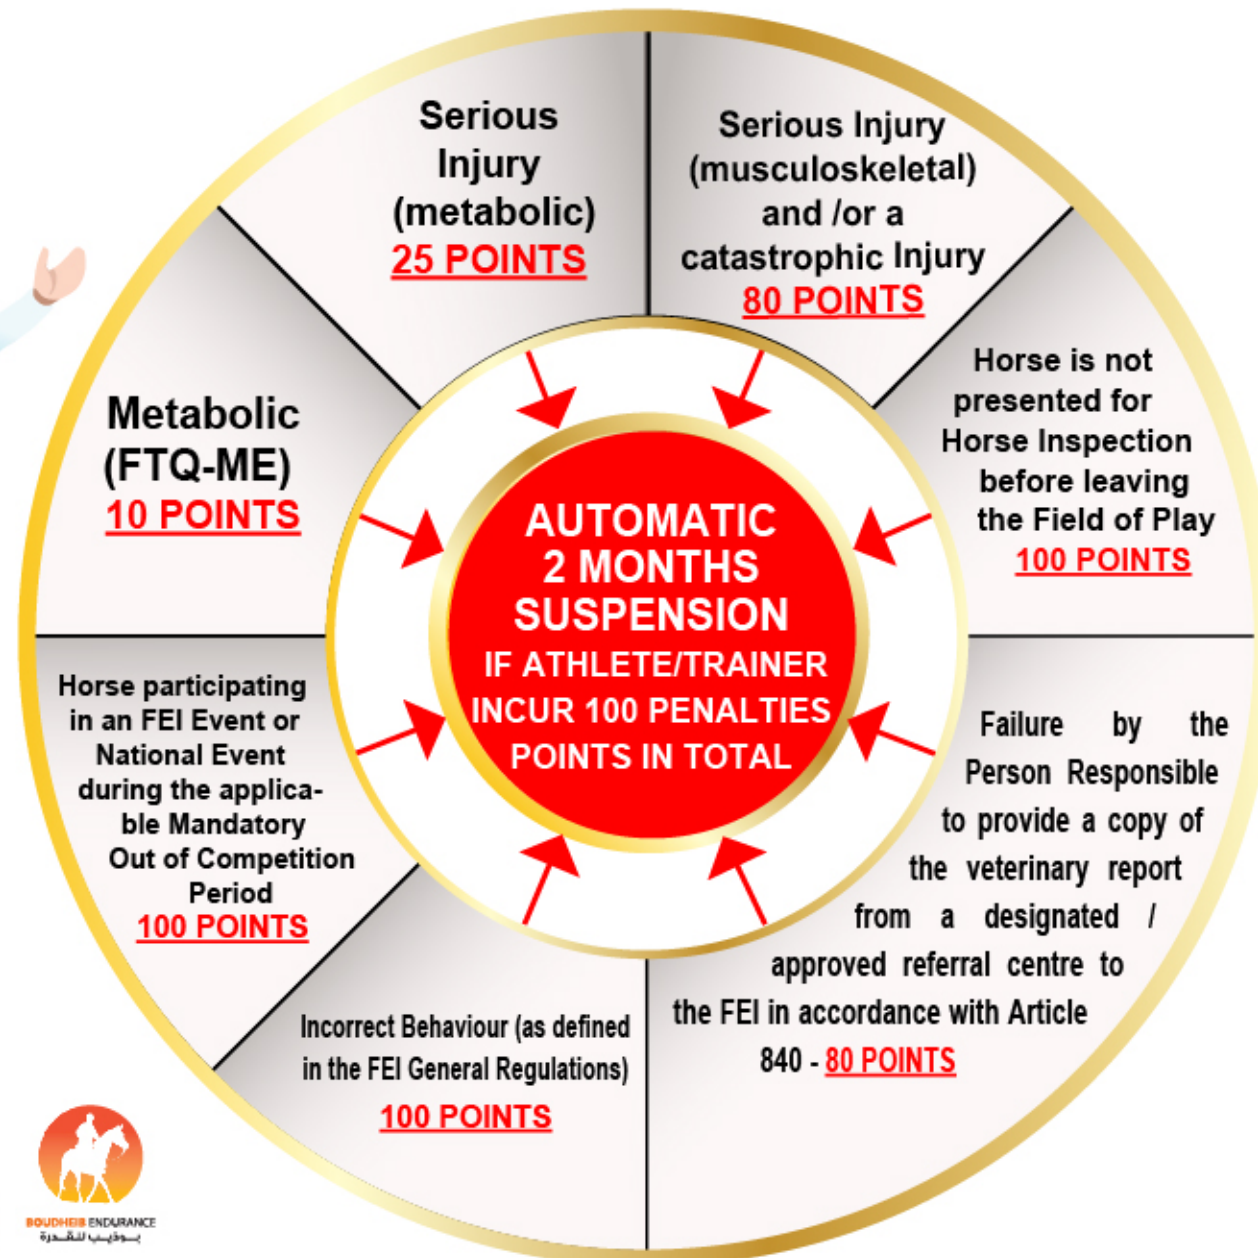 Serious
Injury
(metabolic)
25 POINTS
Serious Injury
(musculoskeletal)
and /or a
catastrophic Injury
80 POINTS
Horse is not
presented for
Horse Inspection
before leaving
the Field of Play
100 POINTS
Failure by the
Person Responsible
to provide a copy of
the veterinary report
from a designated /
approved referral centre to
the FEI in accordance with Article
840 - 80 POINTS
Incorrect Behaviour (as defined
in the FEI General Regulations)
100 POINTS
Horse participating
in an FEI Event or
National Event
during the applica-
ble Mandatory
Out of Competition
Period
100 POINTS
Metabolic
(FTQ-ME)
10 POINTS
AUTOMATIC
2 MONTHS
SUSPENSION
IF ATHLETE/TRAINER
INCUR 100 PENALTIES
POINTS IN TOTAL
BOUDHEIB ENDURANCE
بوذيب للقدرة